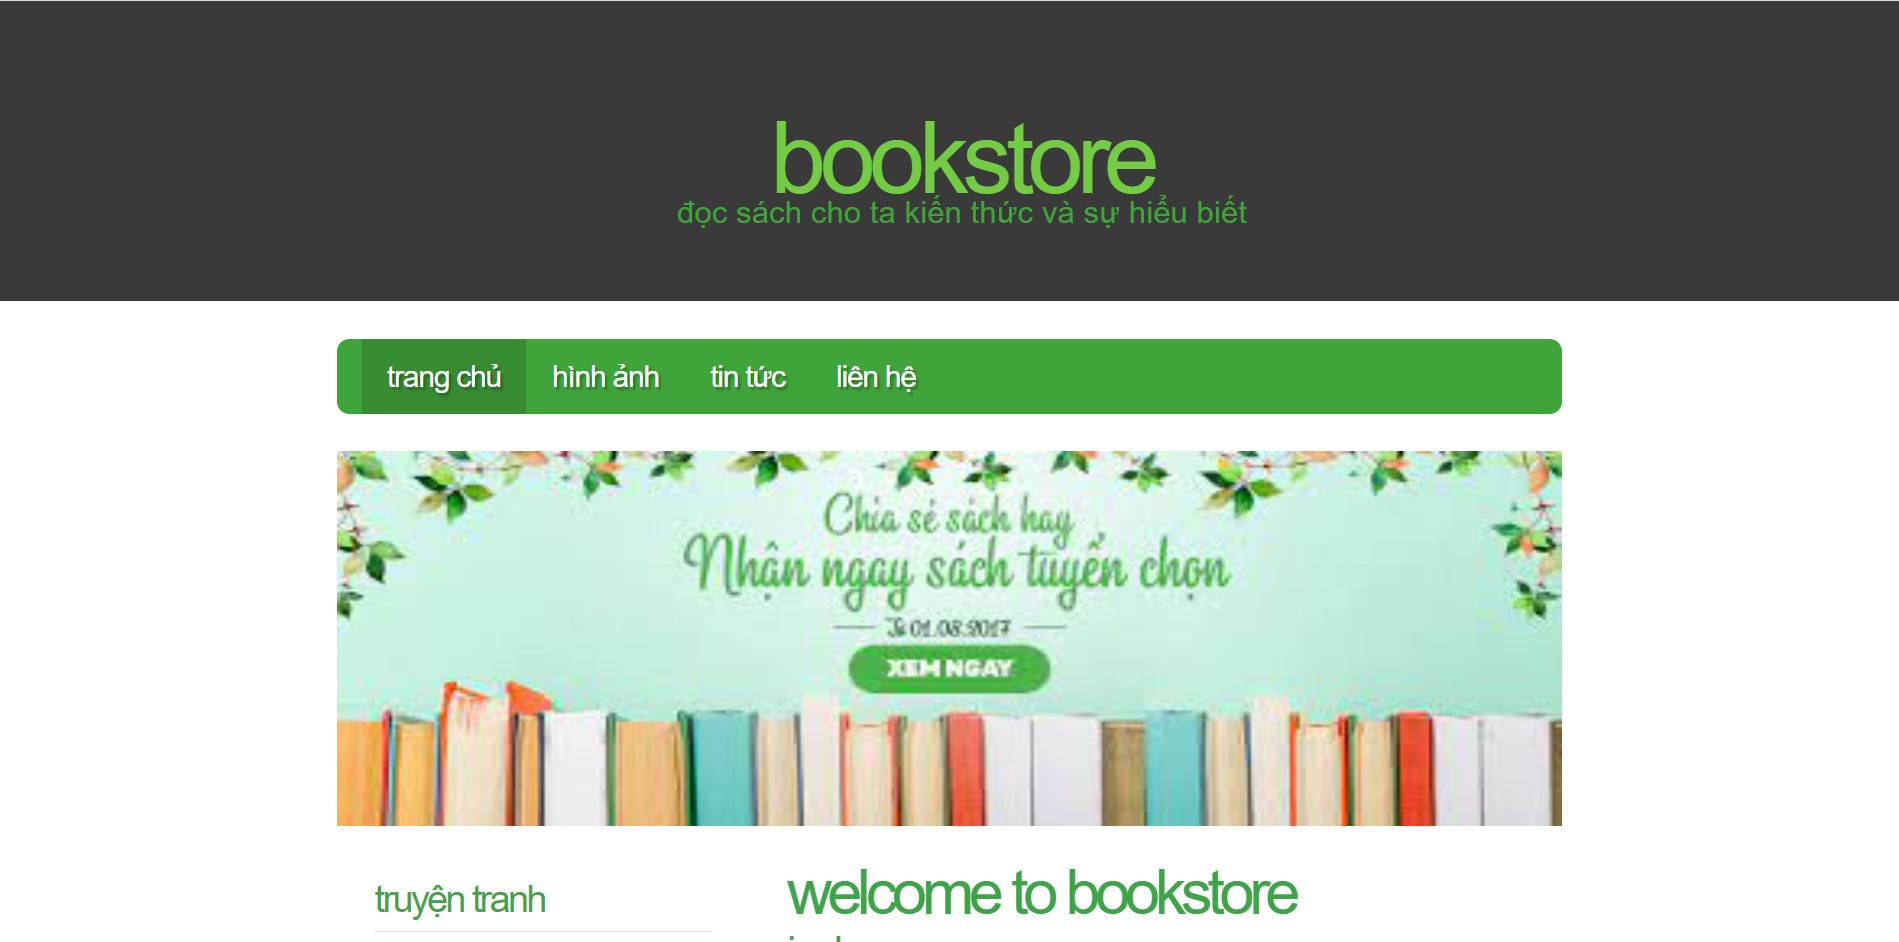 bookstore
đọc sách cho ta kiến thức và sự hiểu biết
trang chủ hình ảnh tin tức liên hệ
Chia sẻ sách hay
Nhận ngay sách tuyển chọn
Từ 01.08.2017
XEM NGAY
truyện tranh
welcome to bookstore